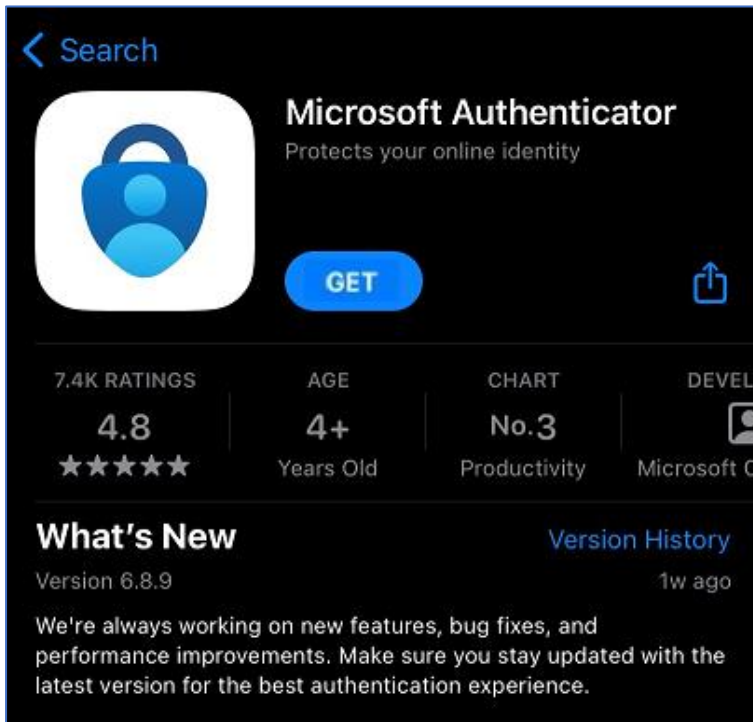 Search
Microsoft Authenticator
Protects your online identity
GET
7.4K RATINGS
4.8
AGE
4+
Years Old
CHART
No.3
Productivity
DEVEL
Microsoft C
What's New
Version History
Version 6.8.9
1w ago
We're always working on new features, bug fixes, and
performance improvements. Make sure you stay updated with the
latest version for the best authentication experience.